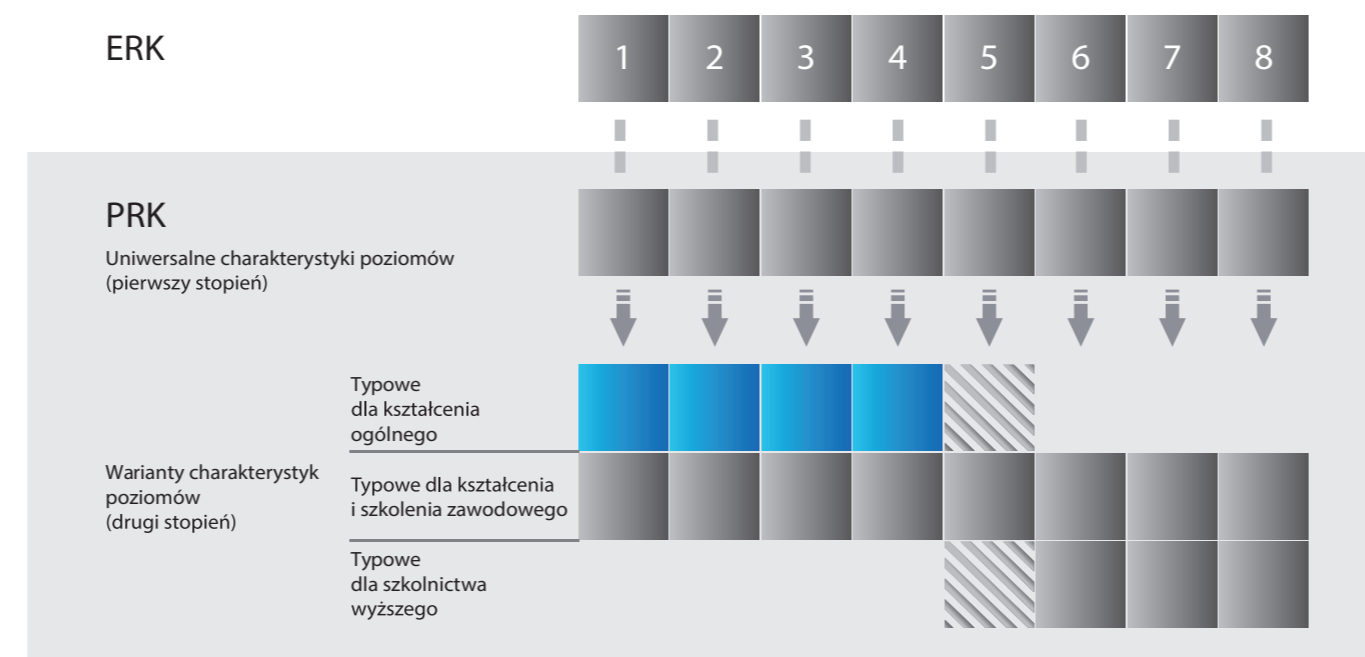 ERK
1 2 3 4 5 6 7 8
PRK
Uniwersalne charakterystyki poziomów
(pierwszy stopień)
Typowe
dla kształcenia
ogólnego
Warianty charakterystyk
poziomów
(drugi stopień)
Typowe dla kształcenia
i szkolenia zawodowego
Typowe
dla szkolnictwa
wyższego